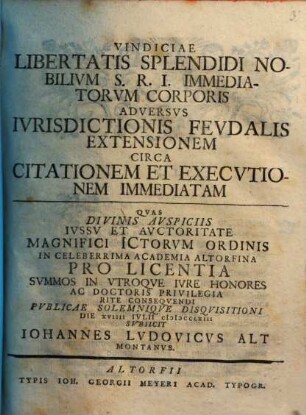 VINDICIAE
LIBERTATIS SPLENDIDI NO-
BILIVM S. R. I. IMMEDIA-
TORVM CORPORIS
ADVERSVS
IVRISDICTIONIS FEVDALIS
EXTENSIONEM
CIRCA
CITATIONEM ET EXECVTIO-
NEM IMMEDIATAM
QVAS
DIVINIS AVSPICIIS
IVSSV ET AVCTORITATE
MAGNIFICI ICTORVM ORDINIS
IN CELEBERRIMA ACADEMIA ALTORFINA
PRO LICENTIA
SVMMOS IN VTROQVE IVRE HONORES
AC DOCTORIS PRIVILEGIA
RITE CONSEQVENDI
PVBLICAE SOLEMNIQVE DISQVISITIONI
SVBIICIT
IOHANNES LVDOVICVS ALT
MONTANVS.
ALTORFII
TYPIS IOH. GEORGII MEYERI ACAD. TYPOGR.